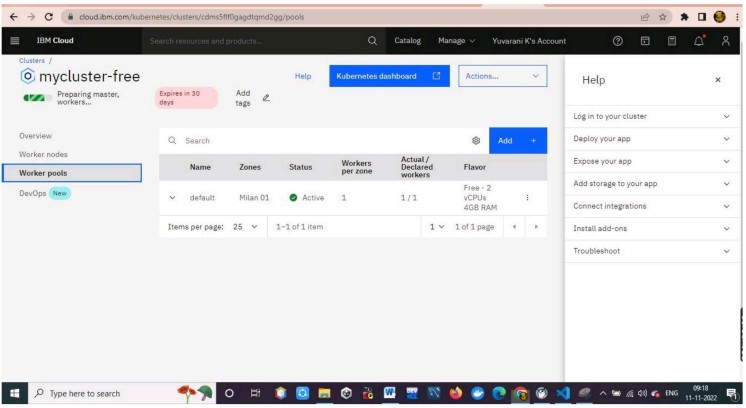 cloud.ibm.com/kubernetes/clusters/cdms5flf0gagdtqmd2gg/pools
IBM Cloud
Search resources and products...
Catalog
Manage
Yuvarani K's Account
Clusters /
mycluster-free
Preparing master, workers...
Expires in 30 days
Add tags
Help
Kubernetes dashboard
Actions...
Overview
Worker nodes
Worker pools
DevOps New
Search
Add +
Name Zones Status Workers per zone Actual / Declared workers Flavor
default Milan 01 Active 1 1 / 1 Free - 2 vCPUs 4GB RAM
Items per page: 25 1–1 of 1 item 1 1 of 1 page
Help
Log in to your cluster
Deploy your app
Expose your app
Add storage to your app
Connect integrations
Install add-ons
Troubleshoot
Type here to search
ENG
09:18
11-11-2022